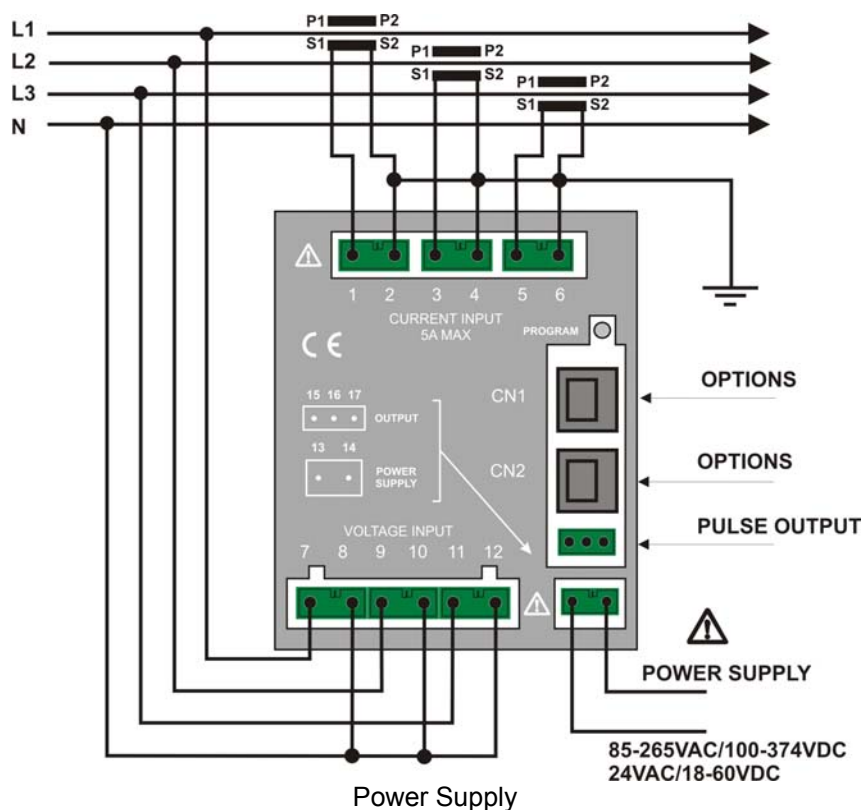 P1 P2
L1
S1 S2
P1 P2
L2
S1 S2
P1 P2
L3
S1 S2
N
1 2 3 4 5 6
CURRENT INPUT
5A MAX
PROGRAM
CE
CN1
OPTIONS
15 16 17
OUTPUT
13 14
POWER
SUPPLY
CN2
OPTIONS
VOLTAGE INPUT
PULSE OUTPUT
7 8 9 10 11 12
POWER SUPPLY
85-265VAC/100-374VDC
24VAC/18-60VDC
Power Supply